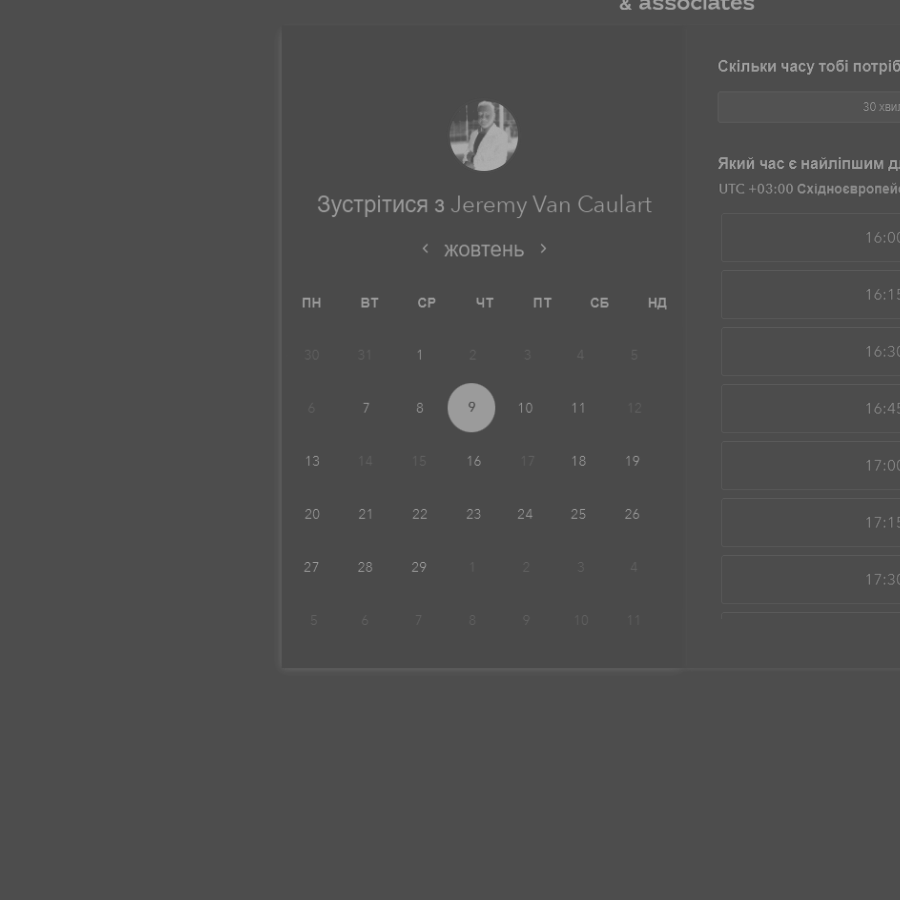 & associates
Зустрітися з Jeremy Van Caulart
< жовтень >
ПН ВТ СР ЧТ ПТ СБ НД
30 31 1 2 3 4 5
6 7 8 9 10 11 12
13 14 15 16 17 18 19
20 21 22 23 24 25 26
27 28 29 1 2 3 4
5 6 7 8 9 10 11
Скільки часу тобі потріб
30 хви
Який час є найліпшим д
UTC +03:00 Східноєвропей
16:00
16:15
16:30
16:45
17:00
17:15
17:30